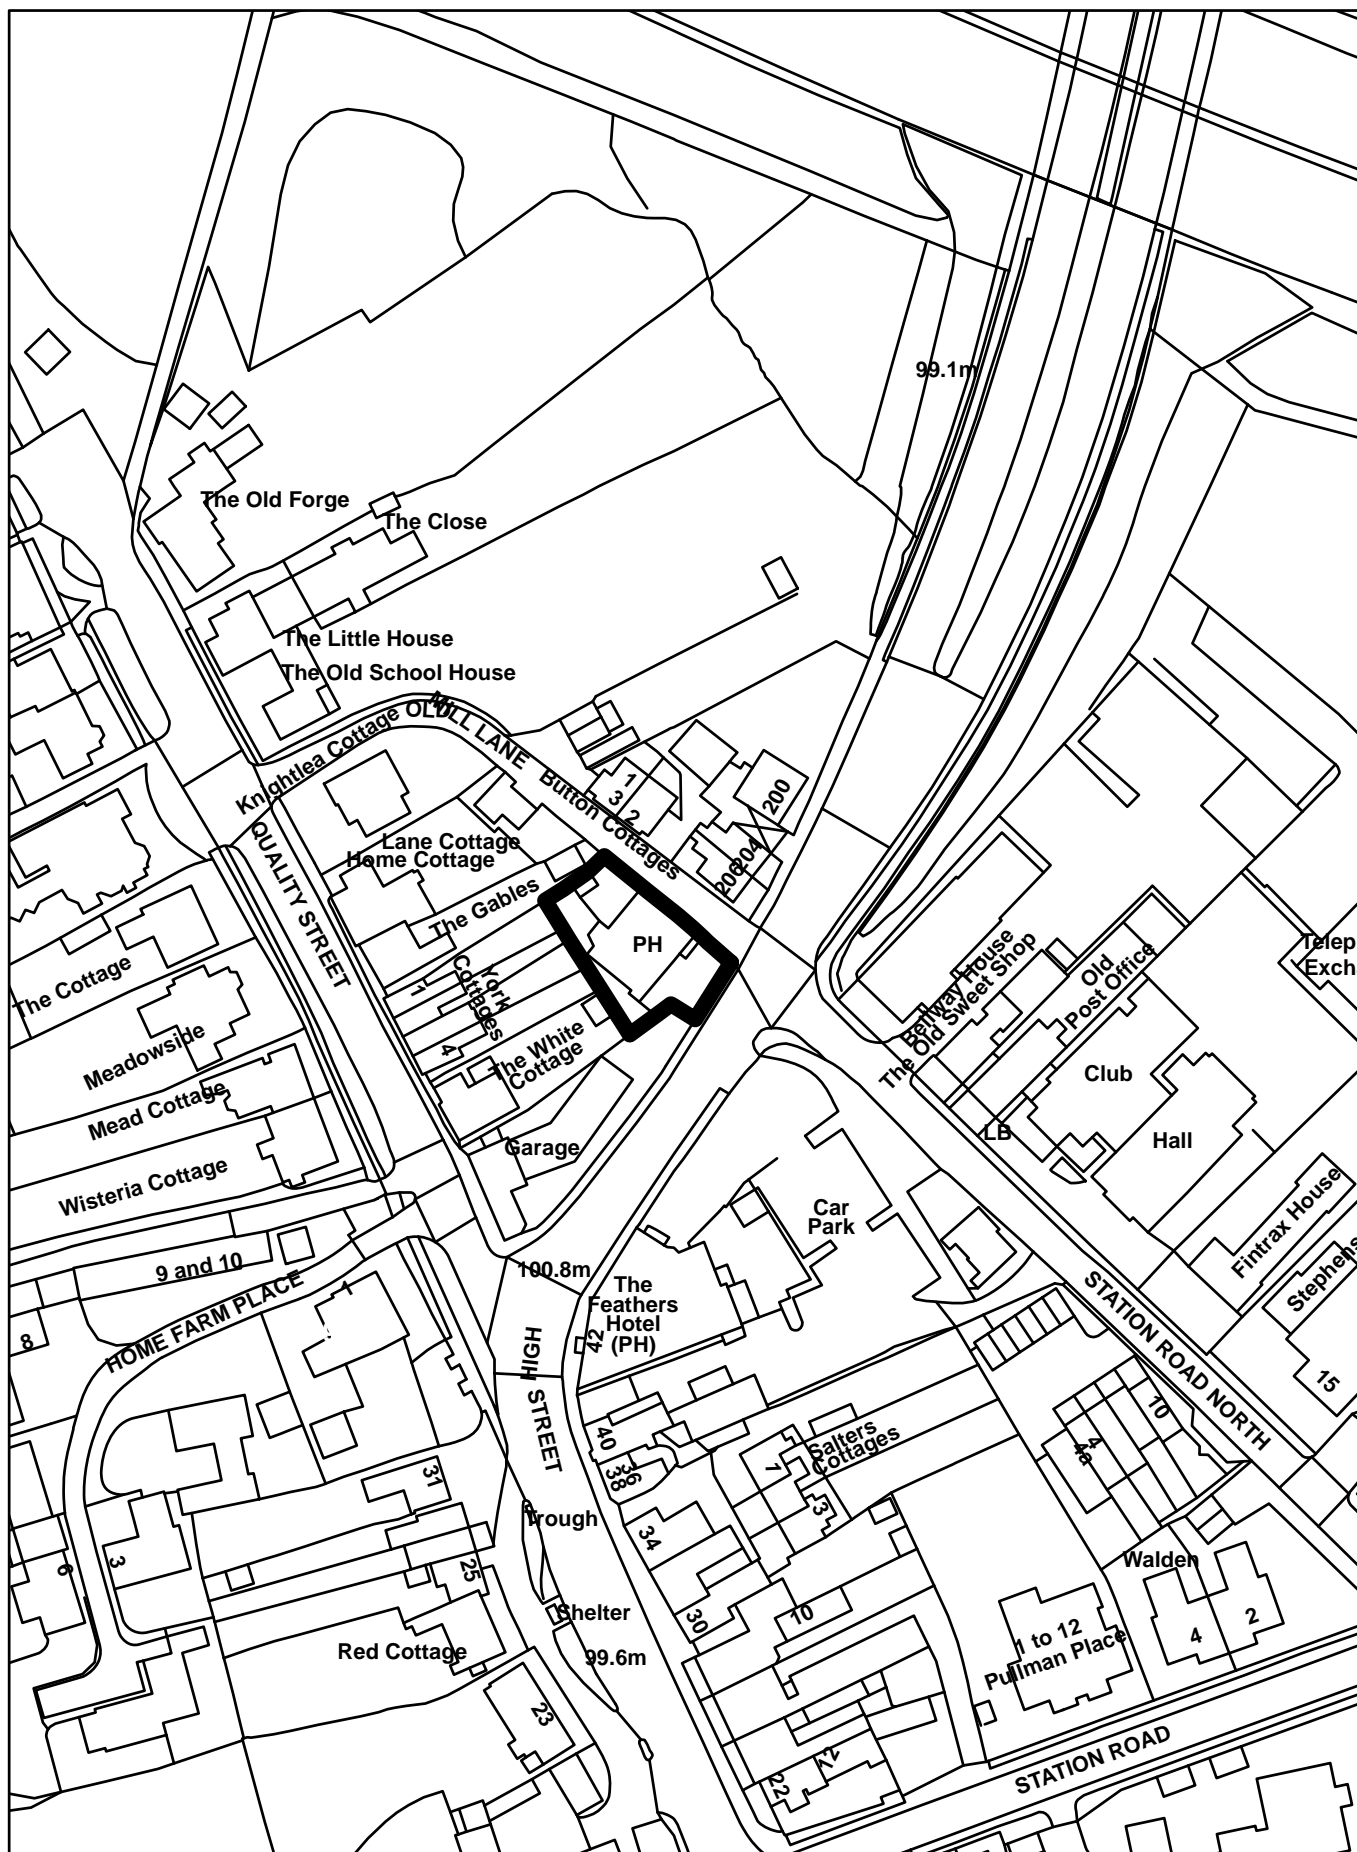 99.1m
The Old Forge
The Close
The Little House
The Old School House
OLD MILL LANE
Knightlea Cottage
Button Cottages
1
3
2
200
204
206
QUALITY STREET
Lane Cottage
Home Cottage
The Gables
PH
York
Cottages
1
4
The White
Cottage
The Cottage
Meadowside
Mead Cottage
Wisteria Cottage
Garage
Bellway House
The Old Sweet Shop
Old
Post Office
Telep
Exch
Club
LB
Hall
Fintrax House
Stephens
15
Car
Park
9 and 10
HOME FARM PLACE
1
8
100.8m
The
Feathers
Hotel
(PH)
42
HIGH STREET
STATION ROAD NORTH
40
36
38
Salters
Cottages
7
3
4
4a
10
31
Trough
34
25
3
6
Shelter
30
10
Walden
Red Cottage
99.6m
1 to 12
Pullman Place
4
2
23
12
22
STATION ROAD